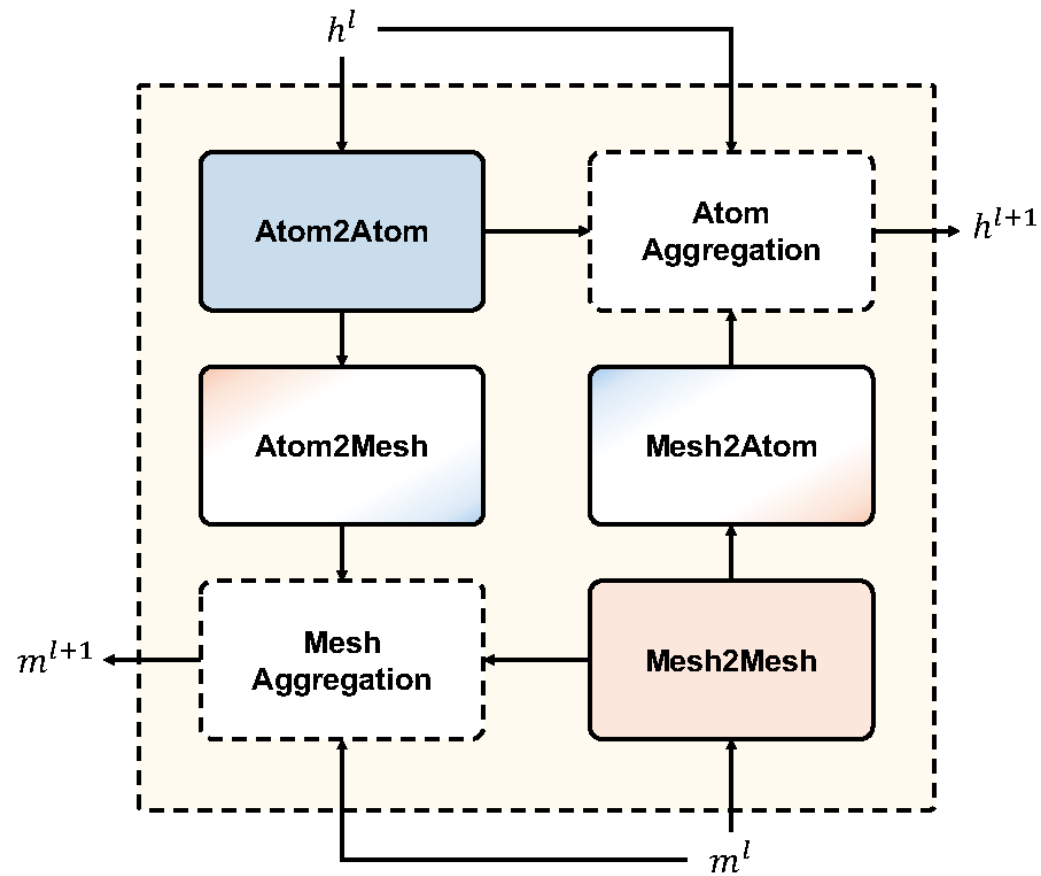 h^l
Atom2Atom
Atom
Aggregation
h^{l+1}
Atom2Mesh
Mesh2Atom
m^{l+1}
Mesh
Aggregation
Mesh2Mesh
m^l